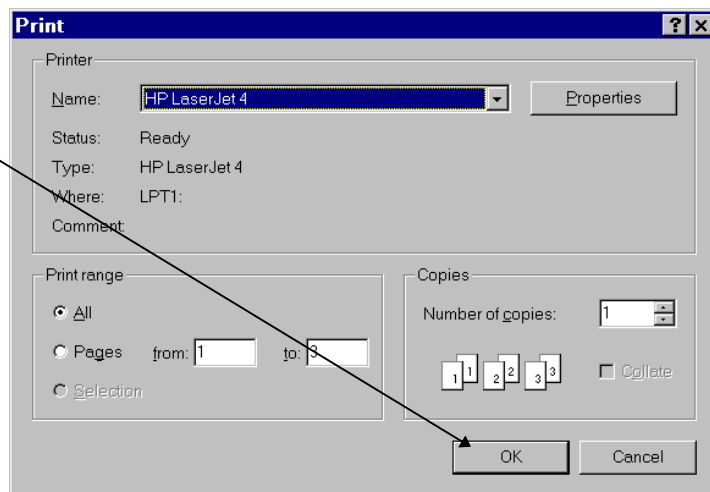 Print
Printer
Name: HP LaserJet 4 Properties
Status: Ready
Type: HP LaserJet 4
Where: LPT1:
Comment:
Print range Copies
All Number of copies: 1
Pages from: 1 to: 3
1 1 2 2 3 3 Collate
Selection
OK Cancel